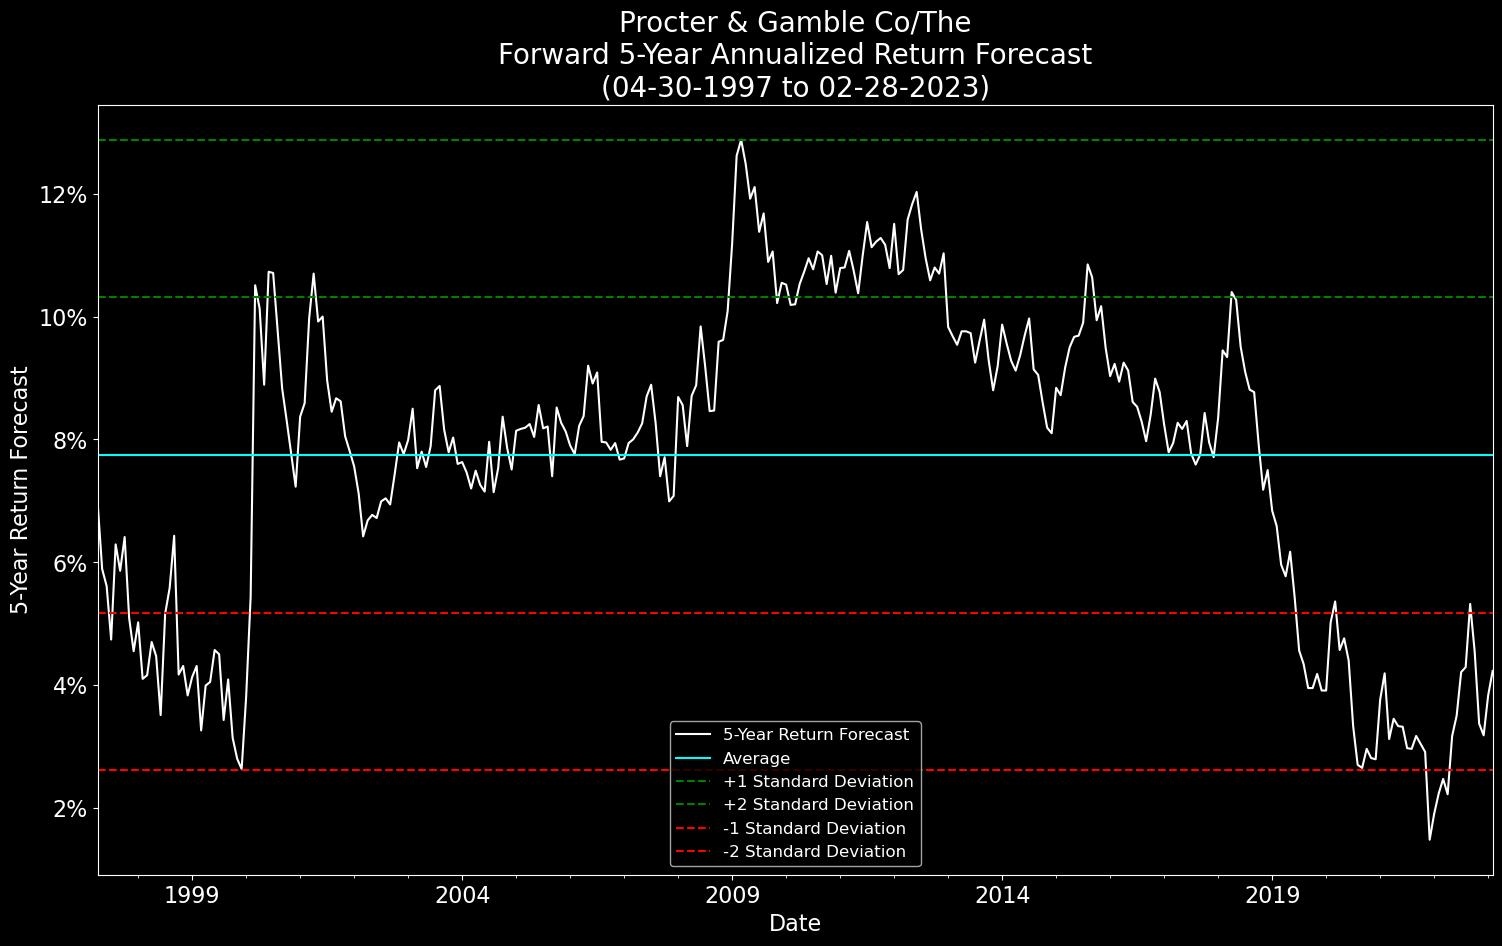 Procter & Gamble Co/The
Forward 5-Year Annualized Return Forecast
(04-30-1997 to 02-28-2023)
5-Year Return Forecast
12%
10%
8%
6%
4%
2%
5-Year Return Forecast
Average
+1 Standard Deviation
+2 Standard Deviation
-1 Standard Deviation
-2 Standard Deviation
1999
2004
2009
2014
2019
Date